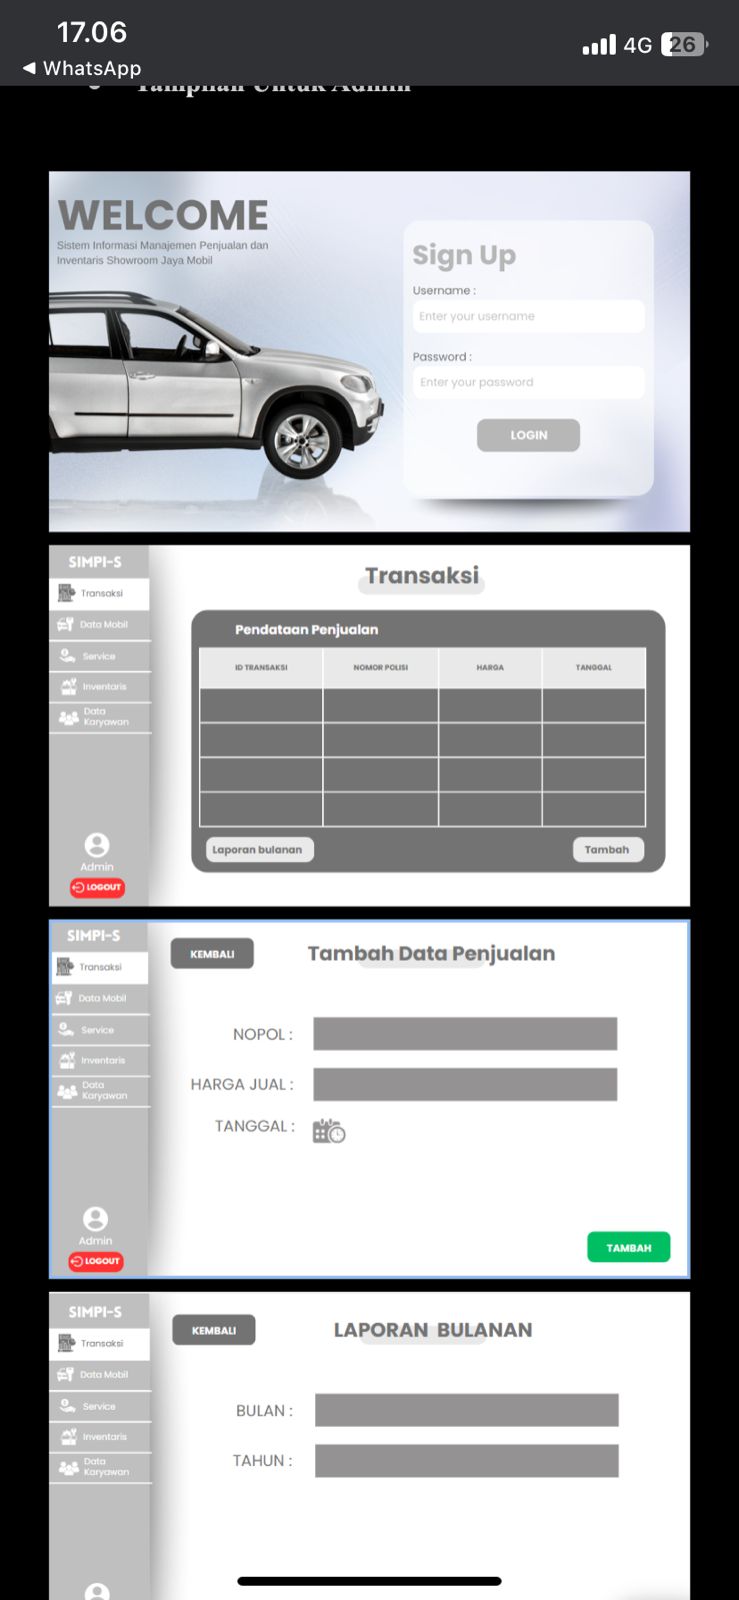 17.06
4G 26
◀ WhatsApp
Tampilan Untuk Admin
WELCOME
Sistem Informasi Manajemen Penjualan dan
Inventaris Showroom Jaya Mobil
Sign Up
Username :
Enter your username
Password :
Enter your password
LOGIN
SIMPI-S
Transaksi
Data Mobil
Service
Inventaris
Data
Karyawan
Admin
LOGOUT
Transaksi
Pendataan Penjualan
ID TRANSAKSI NOMOR POLISI HARGA TANGGAL
Laporan bulanan Tambah
SIMPI-S
Transaksi
Data Mobil
Service
Inventaris
Data
Karyawan
Admin
LOGOUT
KEMBALI
Tambah Data Penjualan
NOPOL :
HARGA JUAL :
TANGGAL :
TAMBAH
SIMPI-S
Transaksi
Data Mobil
Service
Inventaris
Data
Karyawan
KEMBALI
LAPORAN BULANAN
BULAN :
TAHUN :